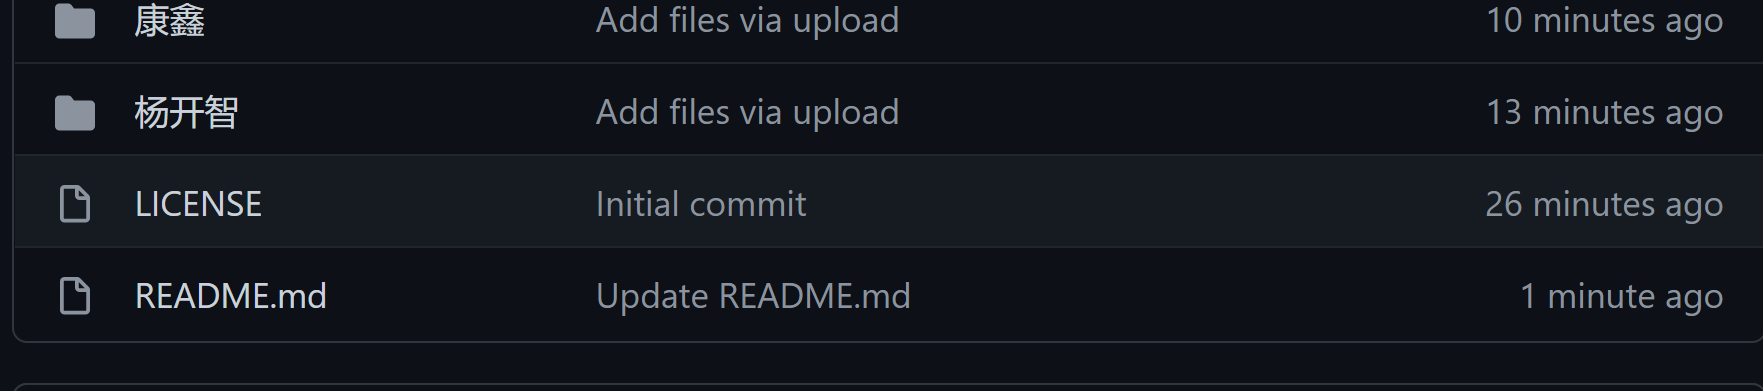 康鑫 Add files via upload 10 minutes ago
杨开智 Add files via upload 13 minutes ago
LICENSE Initial commit 26 minutes ago
README.md Update README.md 1 minute ago